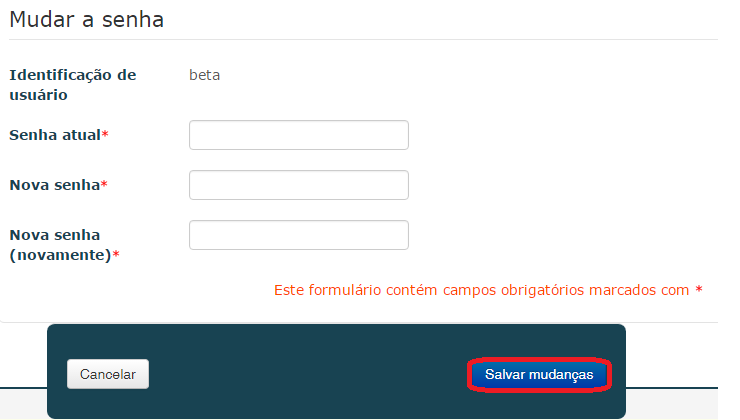 Mudar a senha
Identificação de
usuário
beta
Senha atual*
Nova senha*
Nova senha
(novamente)*
Este formulário contém campos obrigatórios marcados com *
Cancelar
Salvar mudanças